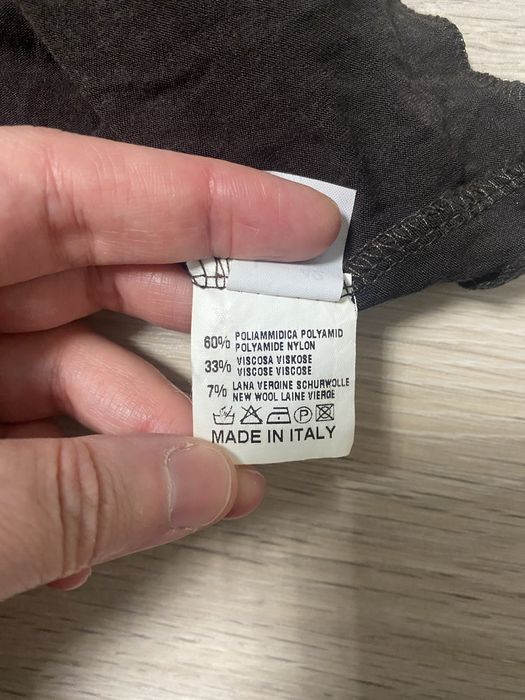 60% POLIAMMIDICA POLYAMID
POLYAMIDE NYLON
33% VISCOSA VISKOSE
VISCOSE VISCOSE
7% LANA VERGINE SCHURWOLLE
NEW WOOL LAINE VIERGE
P
MADE IN ITALY